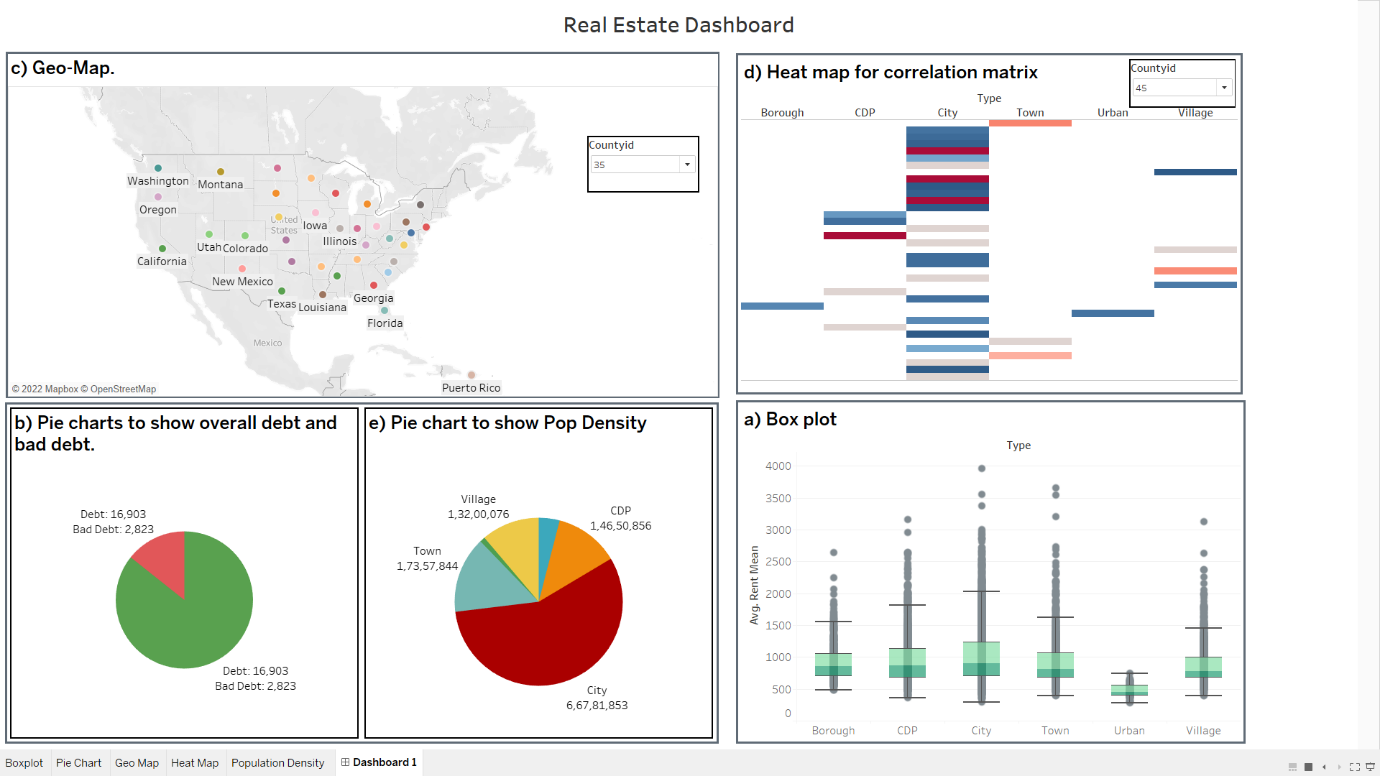 Real Estate Dashboard
c) Geo-Map.
Countyid
35
Washington
Montana
Oregon
United
States
Iowa
Illinois
Utah
Colorado
California
New Mexico
Texas
Louisiana
Georgia
Florida
Mexico
Puerto Rico
© 2022 Mapbox © OpenStreetMap
d) Heat map for correlation matrix
Countyid
45
Type
Borough
CDP
City
Town
Urban
Village
b) Pie charts to show overall debt and
bad debt.
Debt: 16,903
Bad Debt: 2,823
Debt: 16,903
Bad Debt: 2,823
e) Pie chart to show Pop Density
Village
1,32,00,076
CDP
1,46,50,856
Town
1,73,57,844
City
6,67,81,853
a) Box plot
Type
Avg. Rent Mean
4000
3500
3000
2500
2000
1500
1000
500
0
Borough
CDP
City
Town
Urban
Village
Boxplot
Pie Chart
Geo Map
Heat Map
Population Density
Dashboard 1